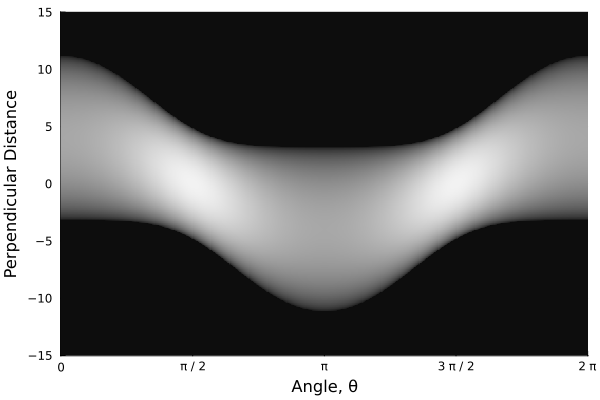 15
10
5
0
−5
−10
−15
Perpendicular Distance
0
π / 2
π
3 π / 2
2 π
Angle, θ